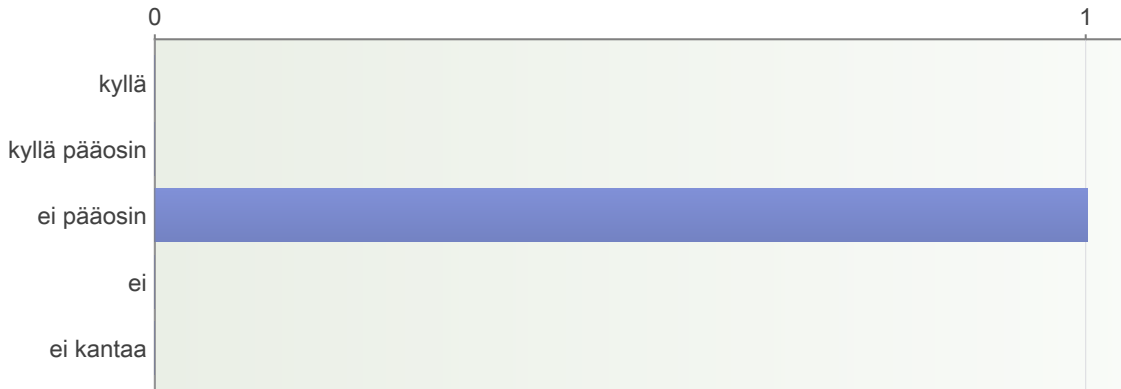 0 1
kyllä
kyllä pääosin
ei pääosin
ei
ei kantaa